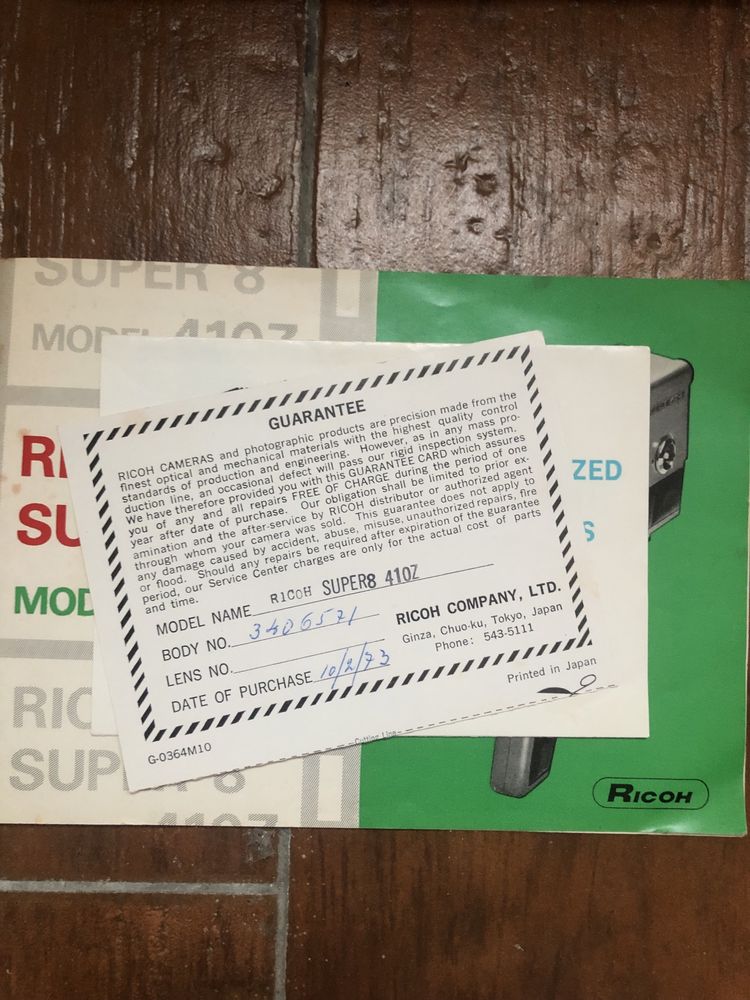 SUPER 8
MODEL 410Z
RI
SU
MOD
RIC
SUPER 8
410Z
ZED
S
GUARANTEE
RICOH CAMERAS and photographic products are precision made from the
finest optical and mechanical materials with the highest quality control
standards of production and engineering. However, as in any mass pro-
duction line, an occasional defect will pass our rigid inspection system.
We have therefore provided you with this GUARANTEE CARD which assures
you of any and all repairs FREE OF CHARGE during the period of one
year after date of purchase. Our obligation shall be limited to prior ex-
amination and the after-service by RICOH distributor or authorized agent
through whom your camera was sold. This guarantee does not apply to
any damage caused by accident, abuse, misuse, unauthorized repairs, fire
or flood. Should any repairs be required after expiration of the guarantee
period, our Service Center charges are only for the actual cost of parts
and time.
MODEL NAME RICOH SUPER8 410Z
BODY NO. 3406571
LENS NO.
DATE OF PURCHASE 10/2/73
RICOH COMPANY, LTD.
Ginza, Chuo-ku, Tokyo, Japan
Phone: 543-5111
Printed in Japan
Cutting Line
G-0364M10
RICOH